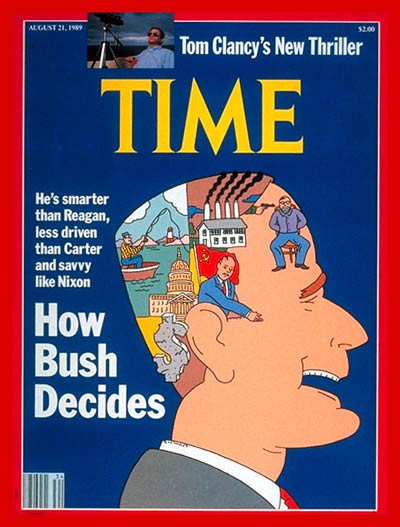 AUGUST 21, 1989
$2.00
Tom Clancy's New Thriller
TIME
He's smarter
than Reagan,
less driven
than Carter
and savvy
like Nixon
How
Bush
Decides
34